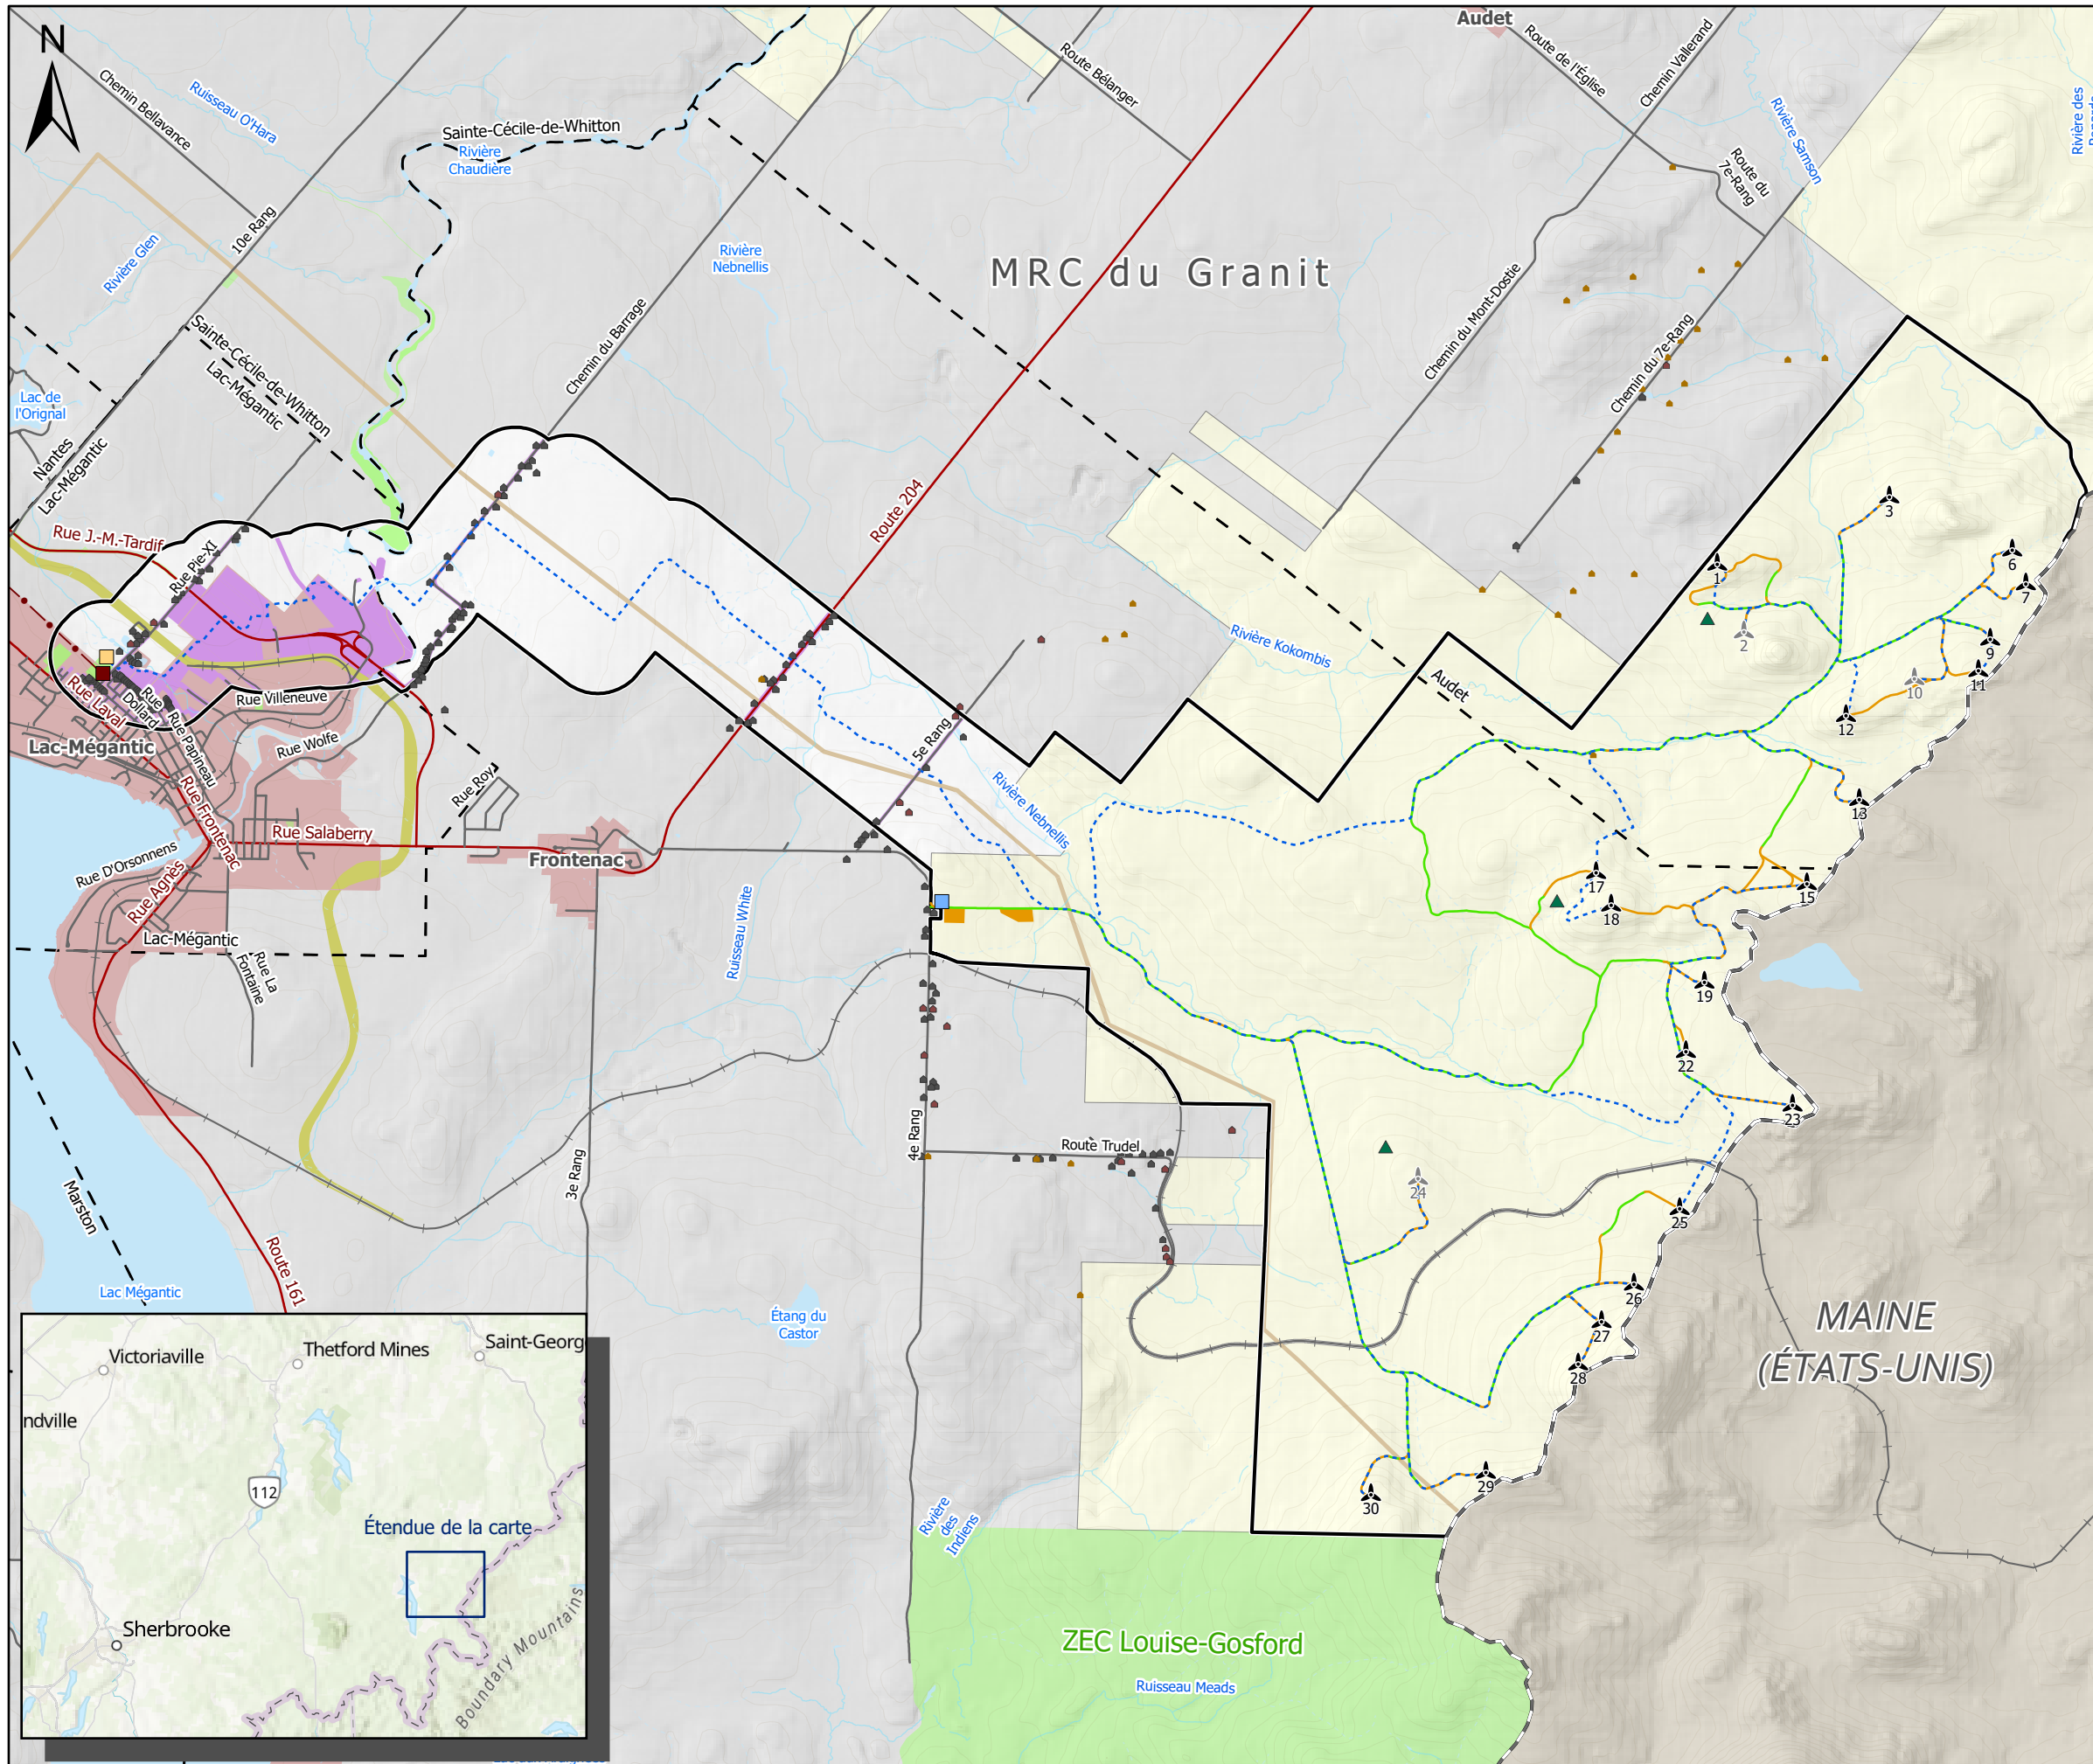 N
Audet
Route de l'Église
Chemin Vallerand
Route Bélanger
Chemin Bellavance
Ruisseau O'Hara
Sainte-Cécile-de-Whitton
Rivière
Chaudière
Rivière Samson
Rivière des
Route du
7e-Rang
10e Rang
Rivière Glen
Rivière
Nebnellis
MRC du Granit
Chemin du Barrage
Chemin du Mont-Dostie
Chemin du 7e-Rang
Sainte-Cécile-de-Whitton
Lac-Mégantic
Lac de
l'Orignal
Nantes
Lac-Mégantic
Route 204
Rue J.-M.-Tardif
Rue Pie-XI
3
1
6
7
2
9
10
11
12
Rivière Kokombis
Audet
Rue Laval
Rue
Dollard
Rue Papineau
Rue Villeneuve
Rue Wolfe
Lac-Mégantic
Rue Roy
5e Rang
Rivière Nebnellis
13
Rue Frontenac
Rue Salaberry
Frontenac
Rue D'Orsonnens
Rue Agnès
17
18
15
Ruisseau White
Lac-Mégantic
Rue La
Fontaine
19
22
23
4e Rang
Route Trudel
3e Rang
24
25
Marston
Route 161
Lac Mégantic
Étang du
Castor
26
27
28
MAINE
(ÉTATS-UNIS)
29
30
Rivière
des
Indiens
ZEC Louise-Gosford
Ruisseau Meads
Victoriaville
Thetford Mines
Saint-Georg
ndville
112
Étendue de la carte
Sherbrooke
Boundary Mountains